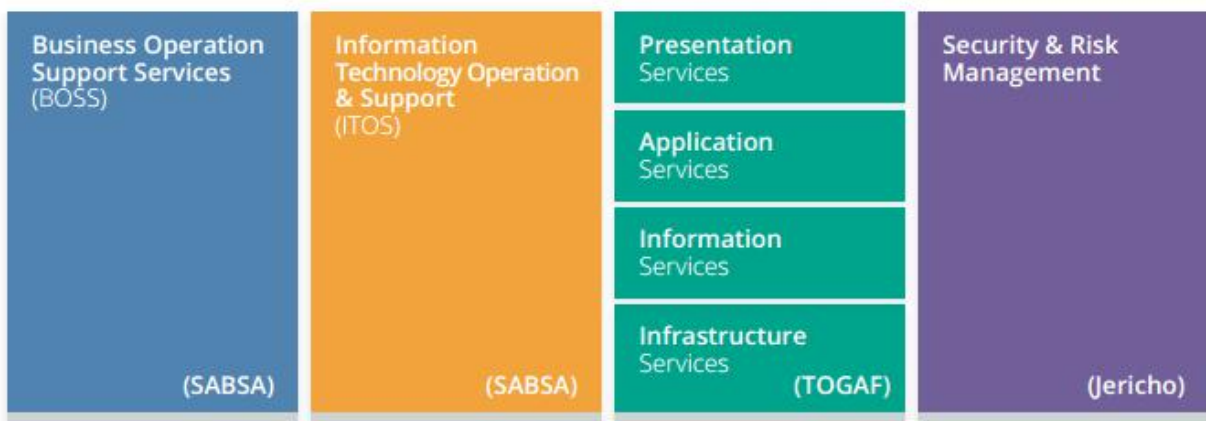 Business Operation
Support Services
(BOSS)
(SABSA)
Information
Technology Operation
& Support
(ITOS)
(SABSA)
Presentation
Services
Application
Services
Information
Services
Infrastructure
Services
(TOGAF)
Security & Risk
Management
(Jericho)